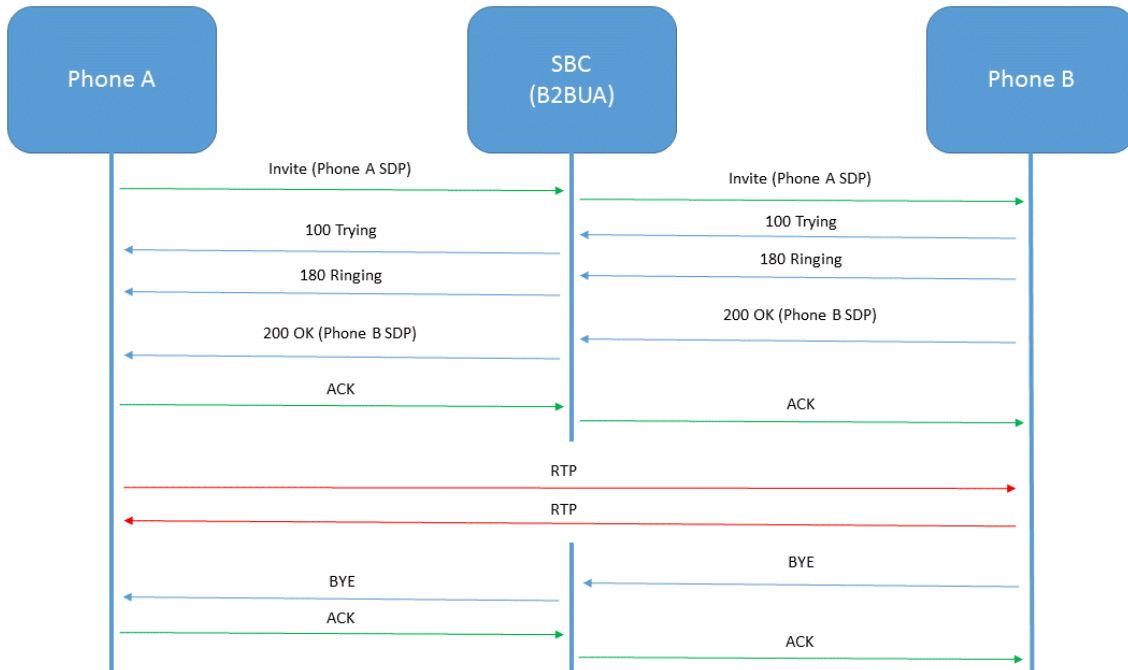 Phone A
SBC
(B2BUA)
Phone B
Invite (Phone A SDP)
Invite (Phone A SDP)
100 Trying
100 Trying
180 Ringing
180 Ringing
200 OK (Phone B SDP)
200 OK (Phone B SDP)
ACK
ACK
RTP
RTP
BYE
BYE
ACK
ACK